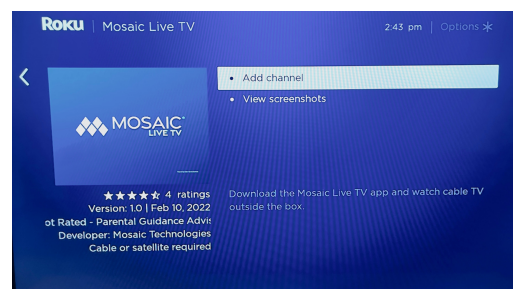 Roku | Mosaic Live TV
2:43 pm | Options
Add channel
View screenshots
MOSAIC
LIVE TV
4 ratings
Version: 1.0 | Feb 10, 2022
ot Rated - Parental Guidance Advis
Developer: Mosaic Technologies
Cable or satellite required
Download the Mosaic Live TV app and watch cable TV
outside the box.